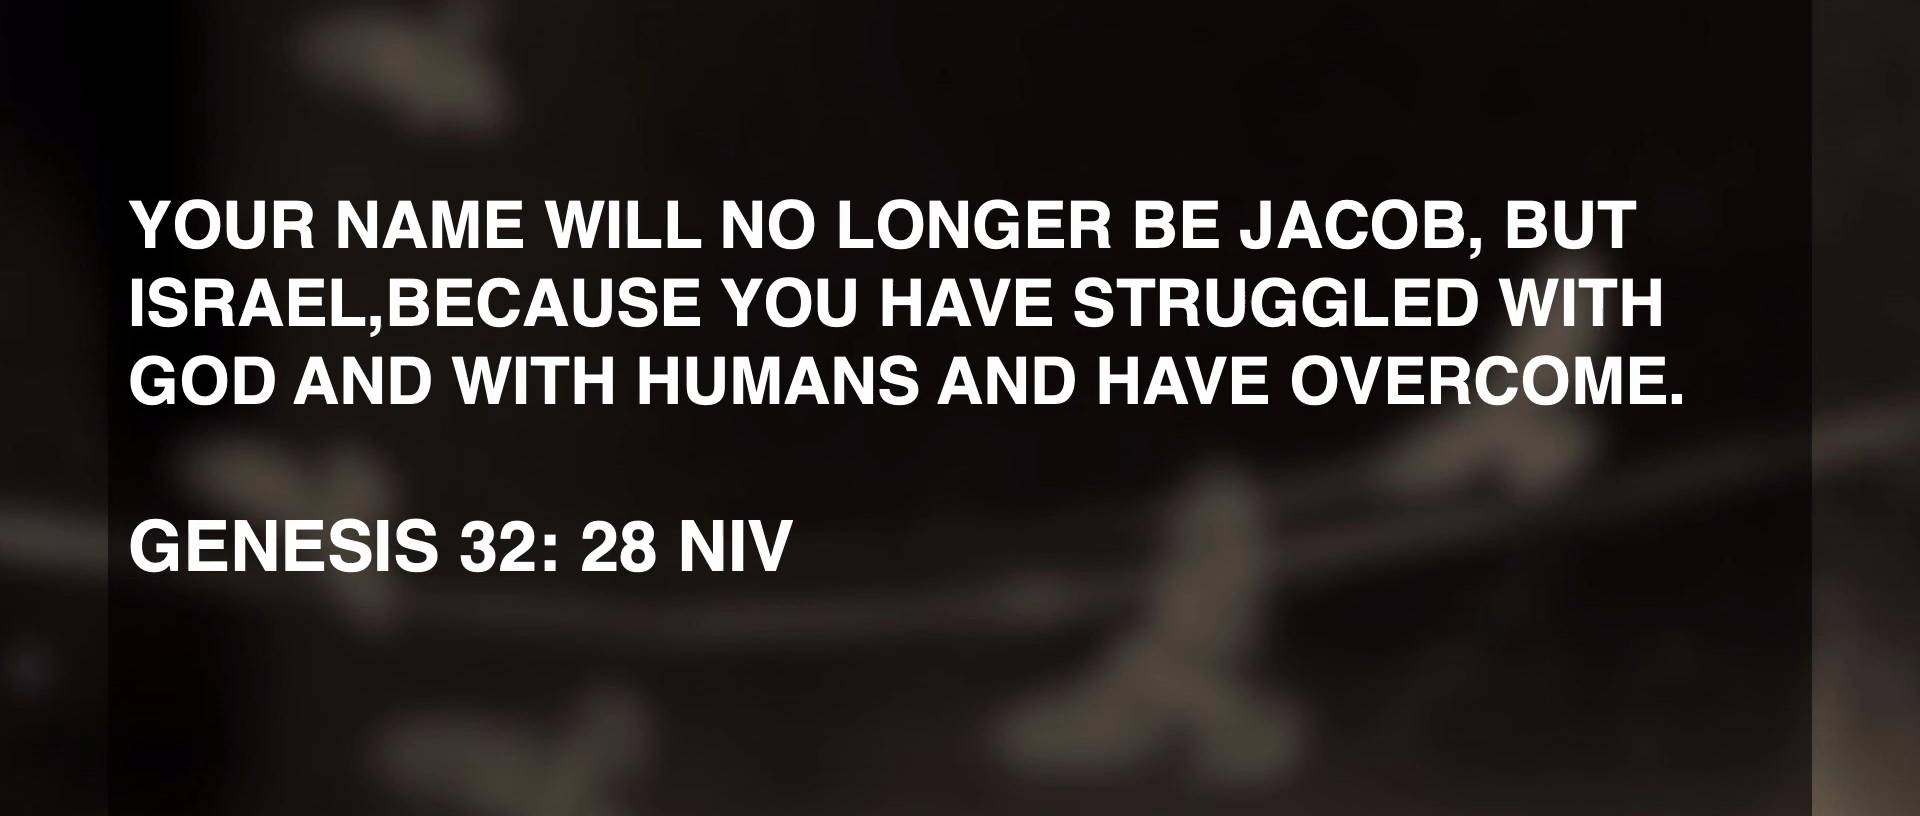 YOUR NAME WILL NO LONGER BE JACOB, BUT
ISRAEL,BECAUSE YOU HAVE STRUGGLED WITH
GOD AND WITH HUMANS AND HAVE OVERCOME.
GENESIS 32: 28 NIV